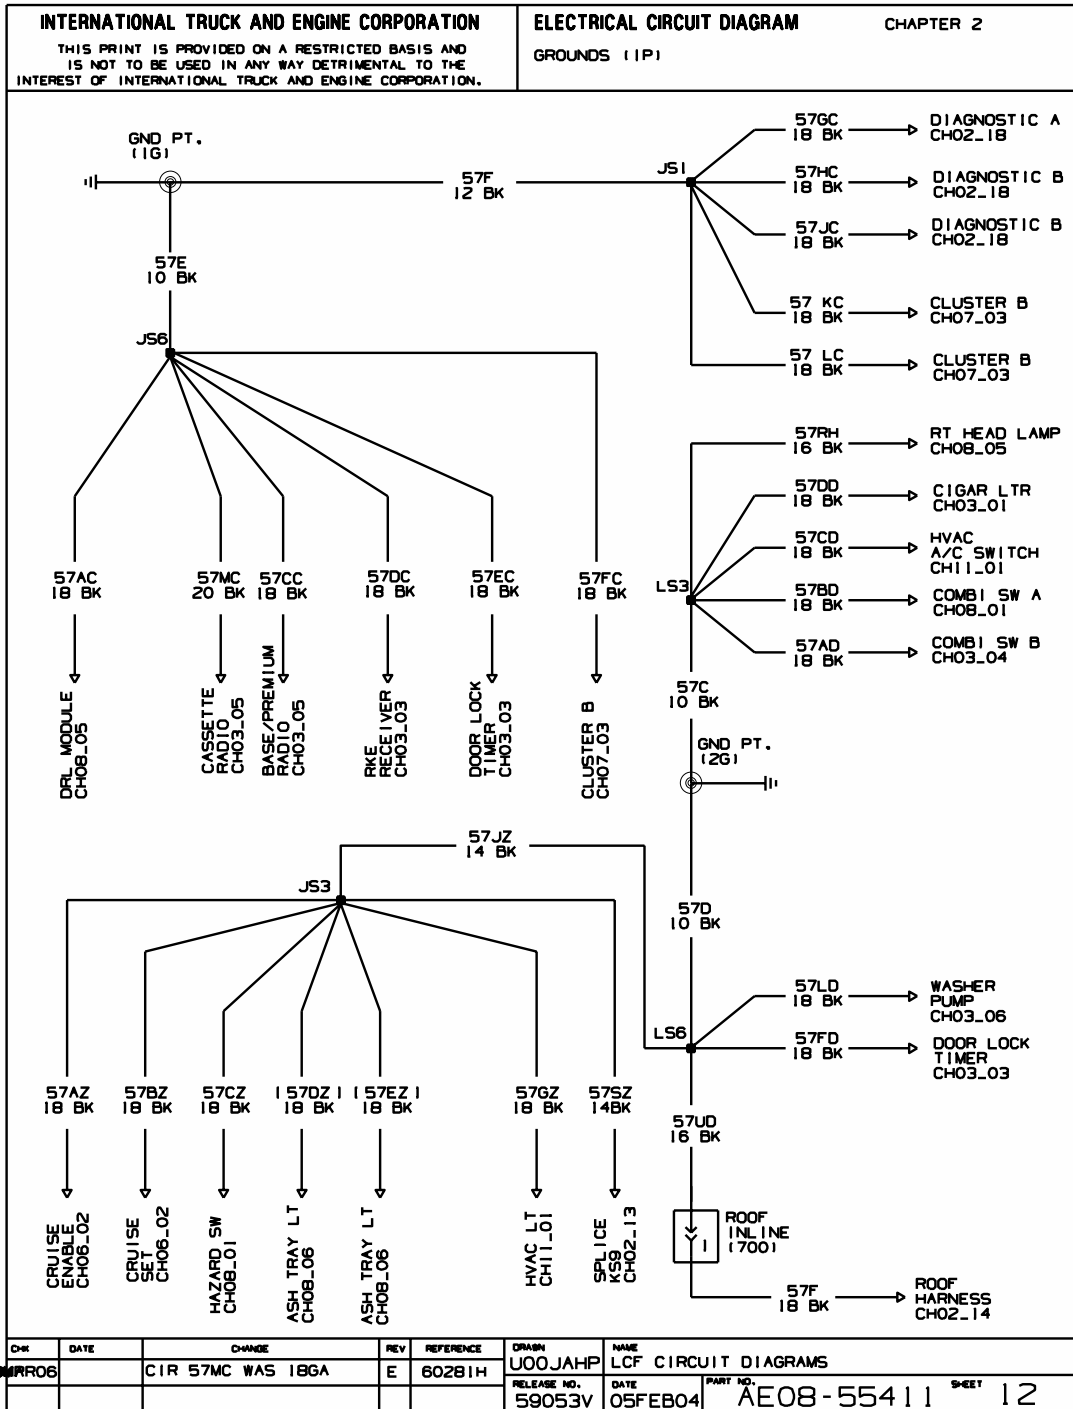 INTERNATIONAL TRUCK AND ENGINE CORPORATION
THIS PRINT IS PROVIDED ON A RESTRICTED BASIS AND
IS NOT TO BE USED IN ANY WAY DETRIMENTAL TO THE
INTEREST OF INTERNATIONAL TRUCK AND ENGINE CORPORATION.
ELECTRICAL CIRCUIT DIAGRAM
CHAPTER 2
GROUNDS (IP)
GND PT.
(1G)
57F
12 BK
JS1
57GC
18 BK
DIAGNOSTIC A
CH02_18
57HC
18 BK
DIAGNOSTIC B
CH02_18
57JC
18 BK
DIAGNOSTIC B
CH02_18
57 KC
18 BK
CLUSTER B
CH07_03
57 LC
18 BK
CLUSTER B
CH07_03
57E
10 BK
JS6
57AC
18 BK
57MC
20 BK
57CC
18 BK
57DC
18 BK
57EC
18 BK
57FC
18 BK
DRL MODULE
CH08_05
CASSETTE
RADIO
CH03_05
BASE/PREMIUM
RADIO
CH03_05
RKE
RECEIVER
CH03_03
DOOR LOCK
TIMER
CH03_03
CLUSTER B
CH07_03
57RH
16 BK
RT HEAD LAMP
CH08_05
57DD
18 BK
CIGAR LTR
CH03_01
57CD
18 BK
HVAC
A/C SWITCH
CH11_01
LS3
57BD
18 BK
COMBI SW A
CH08_01
57AD
18 BK
COMBI SW B
CH03_04
57C
10 BK
GND PT.
(2G)
57JZ
14 BK
JS3
57D
10 BK
57LD
18 BK
WASHER
PUMP
CH03_06
LS6
57FD
18 BK
DOOR LOCK
TIMER
CH03_03
57AZ
18 BK
57BZ
18 BK
57CZ
18 BK
(57DZ)
18 BK
(57EZ)
18 BK
57GZ
18 BK
57SZ
14BK
57UD
16 BK
CRUISE
ENABLE
CH06_02
CRUISE
SET
CH06_02
HAZARD SW
CH08_01
ASH TRAY LT
CH08_06
ASH TRAY LT
CH08_06
HVAC LT
CH11_01
SPLICE
KS9
CH02_13
1
ROOF
INLINE
(700)
57F
18 BK
ROOF
HARNESS
CH02_14
CHK
DATE
CHANGE
REV
REFERENCE
CIR 57MC WAS 18GA
E
60281H
DRAWN
U00JAHP
NAME
LCF CIRCUIT DIAGRAMS
RELEASE NO.
59053V
DATE
05FEB04
PART NO.
AE08-55411
SHEET
12